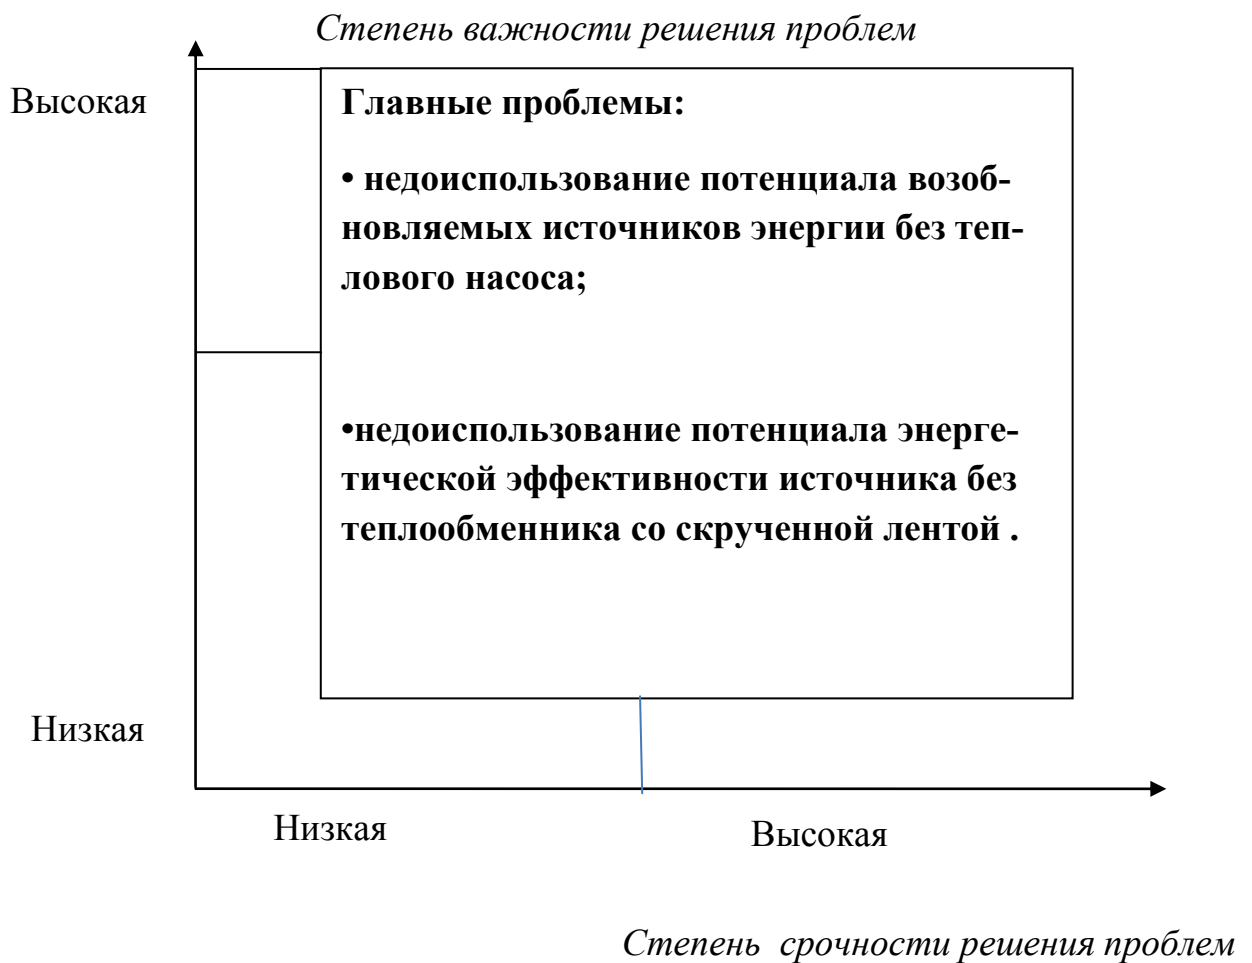 Степень важности решения проблем
Высокая
Главные проблемы:
• недоиспользование потенциала возоб-
новляемых источников энергии без теп-
лового насоса;
•недоиспользование потенциала энерге-
тической эффективности источника без
теплообменника со скрученной лентой .
Низкая
Низкая
Высокая
Степень  срочности решения проблем